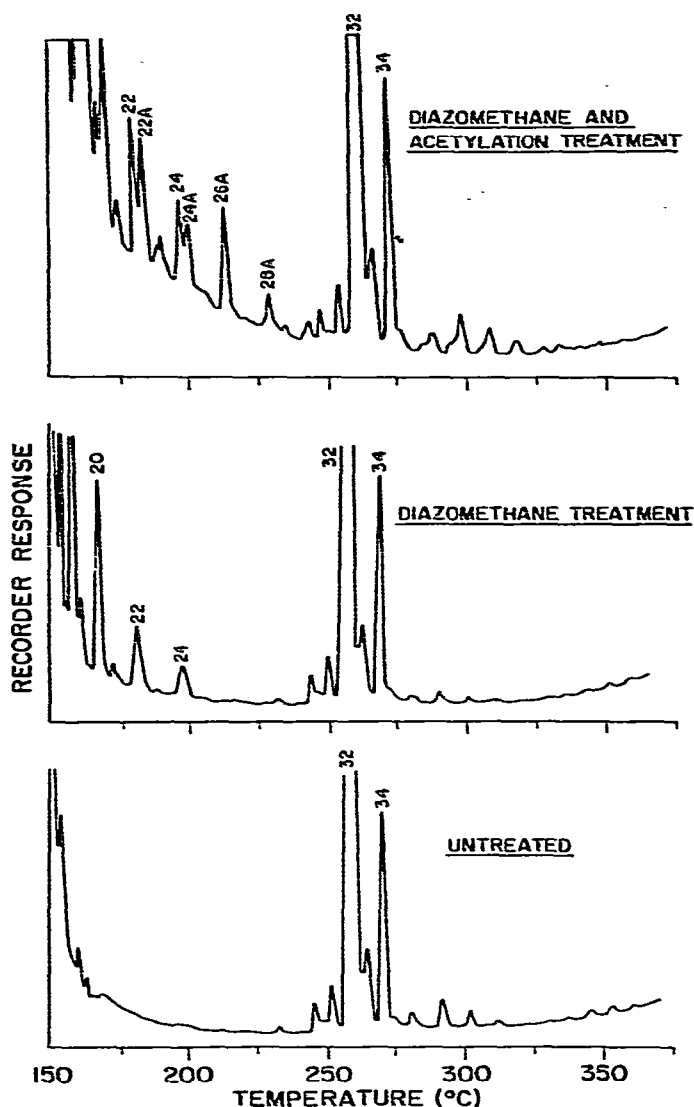 32
34
22
22A
24
24A
26A
28A
DIAZOMETHANE AND
ACETYLATION TREATMENT
RECORDER RESPONSE
20
22
24
32
34
DIAZOMETHANE TREATMENT
32
34
UNTREATED
150 200 250 300 350
TEMPERATURE (°C)